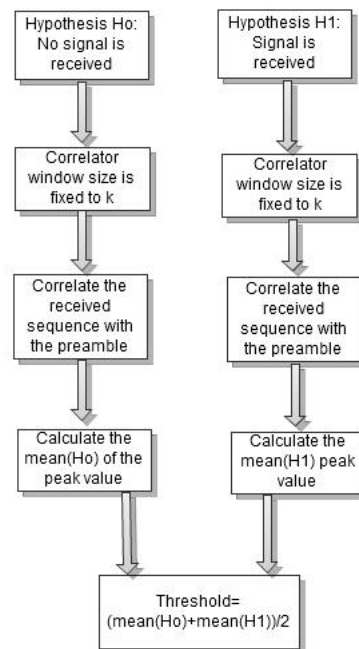 Hypothesis Ho:
No signal is
received
Correlator
window size is
fixed to k
Correlate the
received
sequence with
the preamble
Calculate the
mean(Ho) of the
peak value
Hypothesis H1:
Signal is
received
Correlator
window size is
fixed to k
Correlate the
received
sequence with
the preamble
Calculate the
mean(H1) peak
value
Threshold=
(mean(Ho)+mean(H1))/2